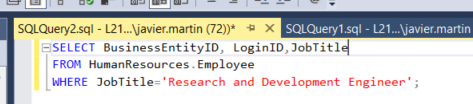 SQLQuery2.sql - L21...\javier.martin (72))*
SQLQuery1.sql - L21...\javier.martin
SELECT BusinessEntityID, LoginID,JobTitle
FROM HumanResources.Employee
WHERE JobTitle='Research and Development Engineer';